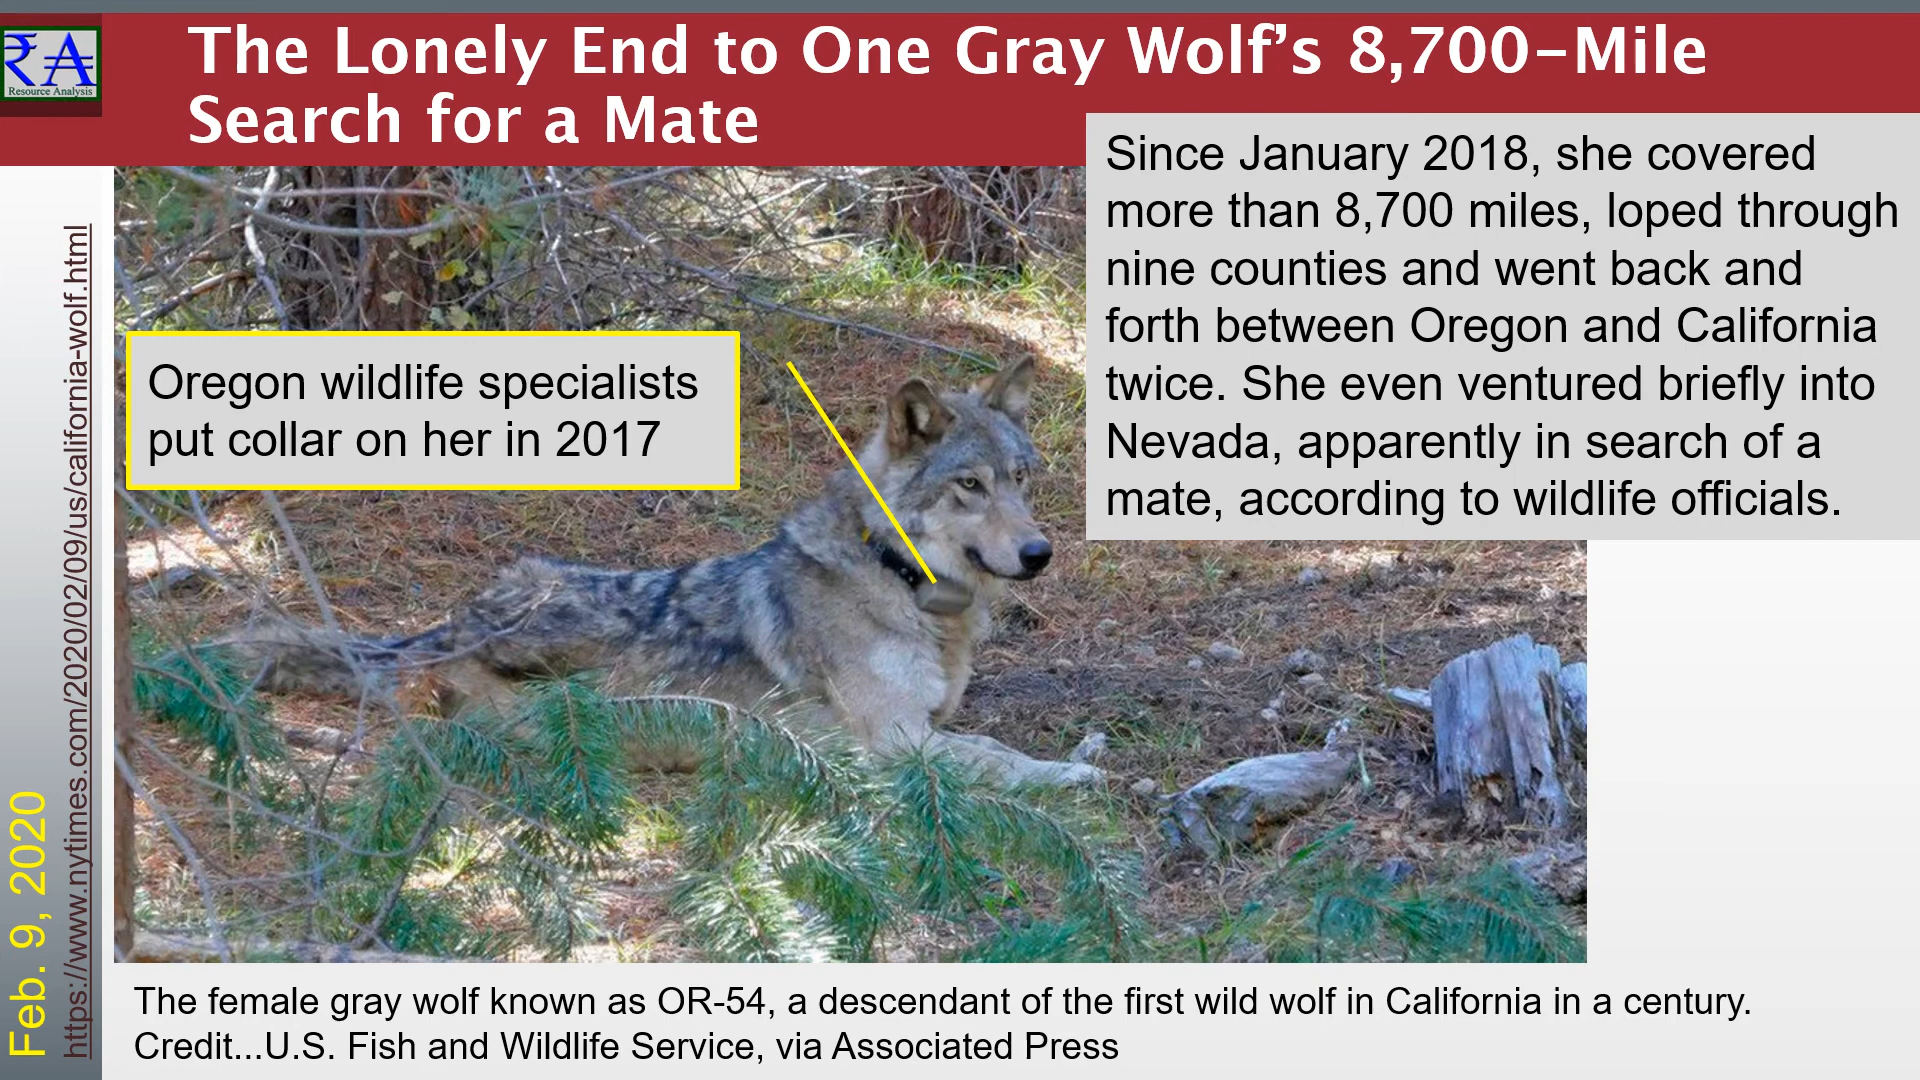 ₹A
Resource Analysis
The Lonely End to One Gray Wolf’s 8,700-Mile
Search for a Mate
Since January 2018, she covered
more than 8,700 miles, loped through
nine counties and went back and
forth between Oregon and California
twice. She even ventured briefly into
Nevada, apparently in search of a
mate, according to wildlife officials.
Oregon wildlife specialists
put collar on her in 2017
Feb. 9, 2020
https://www.nytimes.com/2020/02/09/us/california-wolf.html
The female gray wolf known as OR-54, a descendant of the first wild wolf in California in a century.
Credit...U.S. Fish and Wildlife Service, via Associated Press